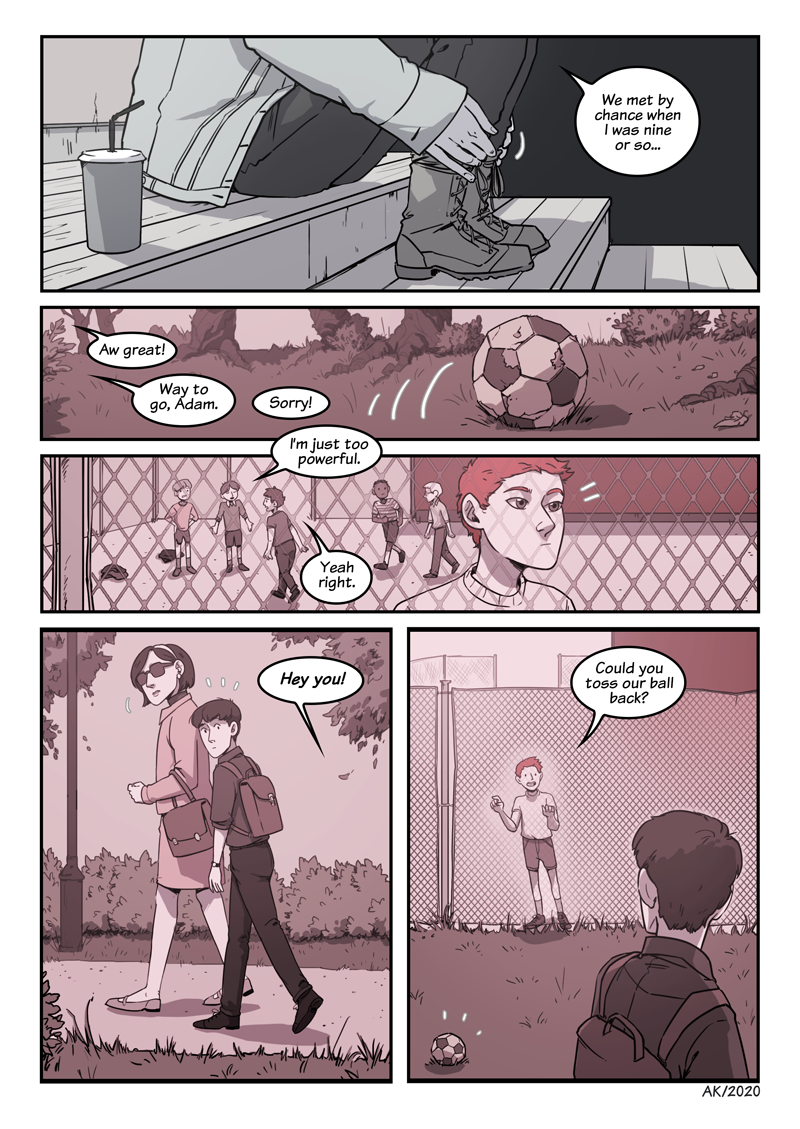 We met by
chance when
I was nine
or so...
Aw great!
Way to
go, Adam.
Sorry!
I'm just too
powerful.
Yeah
right.
Hey you!
Could you
toss our ball
back?
AK/2020